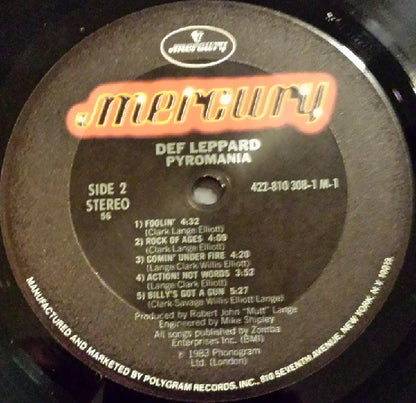 mercury
mercury
DEF LEPPARD
PYROMANIA
SIDE 2
STEREO
56
422-810 308-1 M-1
1) FOOLIN' 4:32
(Clark Lange Elliott)
2) ROCK OF AGES 4:09
(Clark Lange Elliott)
3) COMIN' UNDER FIRE 4:20
(Lange Clark Willis Elliott)
4) ACTION! NOT WORDS 3:52
(Lange Clark Elliott)
5) BILLY'S GOT A GUN 5:27
(Clark Savage Willis Elliott Lange)
Produced by Robert John "Mutt" Lange
Engineered by Mike Shipley
All songs published by Zomba
Enterprises Inc. (BMI)
℗ 1983 Phonogram
Ltd. (London)
MANUFACTURED AND MARKETED BY POLYGRAM RECORDS, INC., 810 SEVENTH AVENUE, NEW YORK, N.Y. 10019.